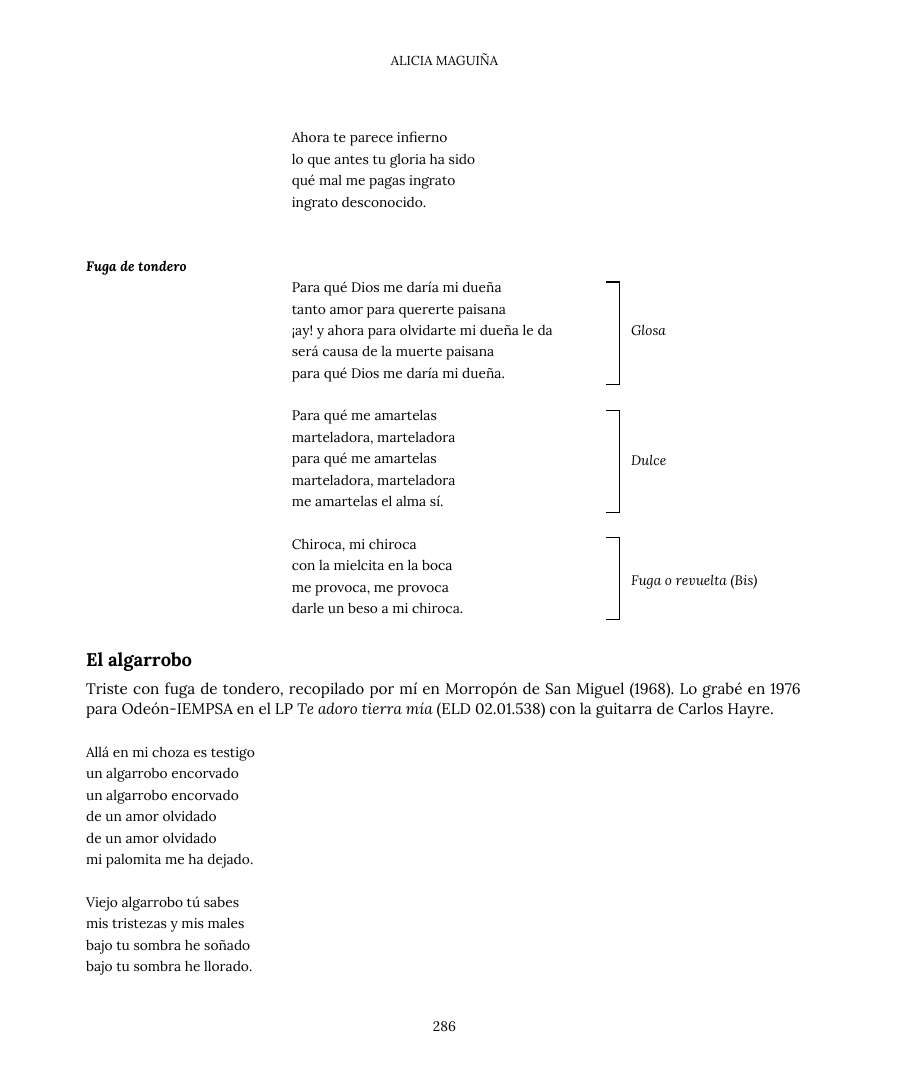 ALICIA MAGUIÑA
Ahora te parece infierno
lo que antes tu gloria ha sido
qué mal me pagas ingrato
ingrato desconocido.
Fuga de tondero
Para qué Dios me daría mi dueña
tanto amor para quererte paisana
¡ay! y ahora para olvidarte mi dueña le da
será causa de la muerte paisana
para qué Dios me daría mi dueña.
Glosa
Para qué me amartelas
marteladora, marteladora
para qué me amartelas
marteladora, marteladora
me amartelas el alma sí.
Dulce
Chiroca, mi chiroca
con la mielcita en la boca
me provoca, me provoca
darle un beso a mi chiroca.
Fuga o revuelta (Bis)
El algarrobo
Triste con fuga de tondero, recopilado por mí en Morropón de San Miguel (1968). Lo grabé en 1976
para Odeón-IEMPSA en el LP Te adoro tierra mía (ELD 02.01.538) con la guitarra de Carlos Hayre.
Allá en mi choza es testigo
un algarrobo encorvado
un algarrobo encorvado
de un amor olvidado
de un amor olvidado
mi palomita me ha dejado.
Viejo algarrobo tú sabes
mis tristezas y mis males
bajo tu sombra he soñado
bajo tu sombra he llorado.
286